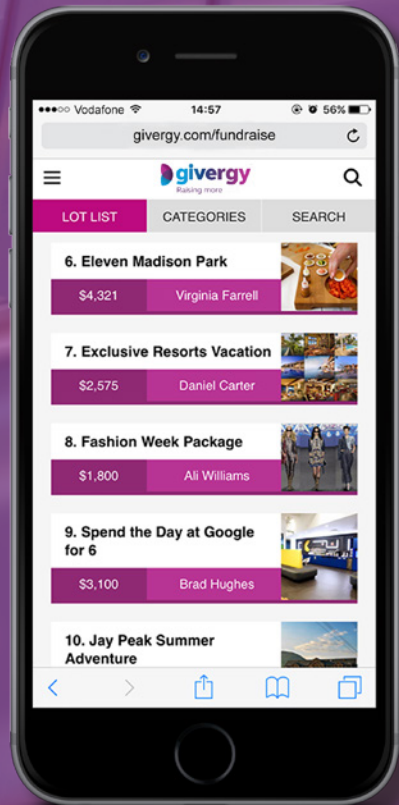 Vodafone 14:57 56%
givergy.com/fundraise
givergy
Raising more
LOT LIST CATEGORIES SEARCH
6. Eleven Madison Park
$4,321 Virginia Farrell
7. Exclusive Resorts Vacation
$2,575 Daniel Carter
8. Fashion Week Package
$1,800 Ali Williams
9. Spend the Day at Google
for 6
$3,100 Brad Hughes
10. Jay Peak Summer
Adventure